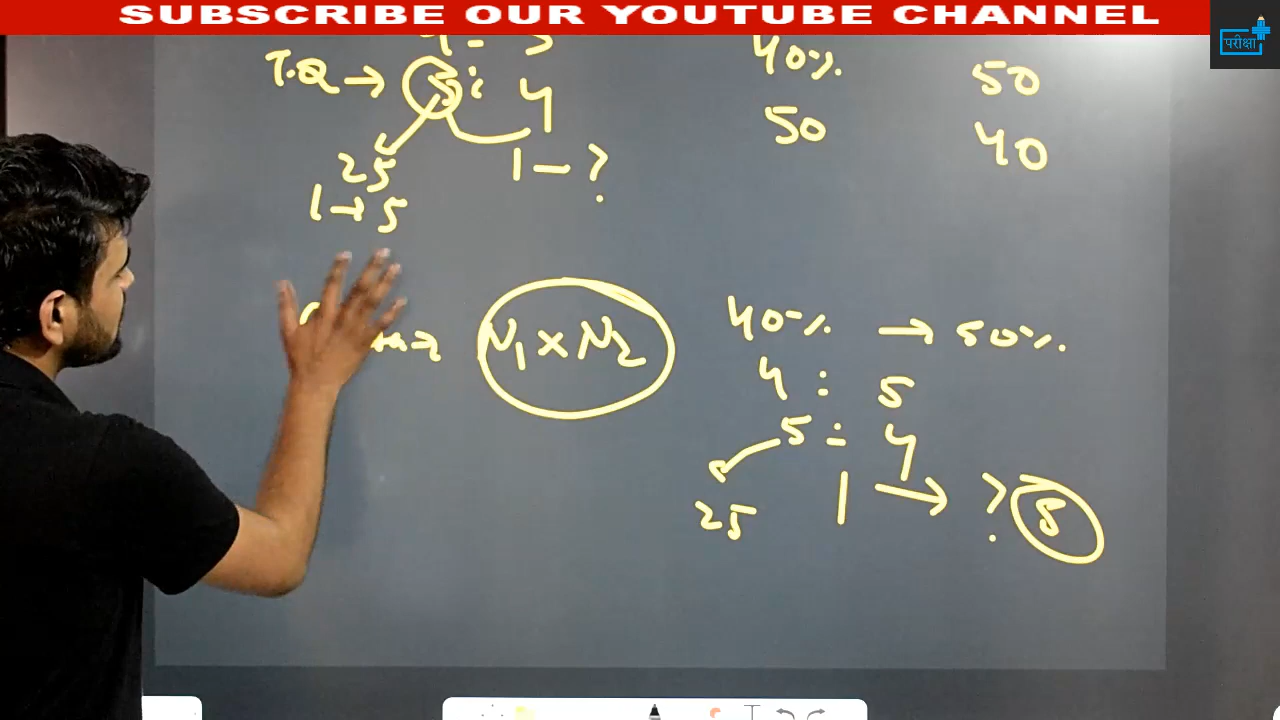 SUBSCRIBE OUR YOUTUBE CHANNEL
परीक्षा
T.Q → 5 : 4
25
1 → 5
1 – ?
40% 50
50 40
N₁ × N₂
40% → 50%
4 : 5
5 : 4
25 1 → ? 5